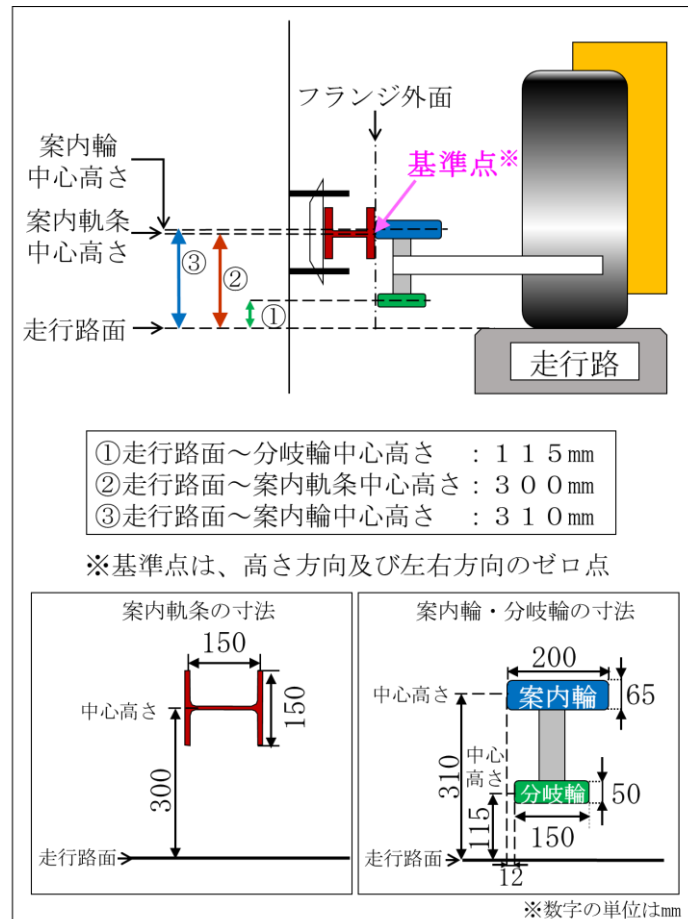 フランジ外面
案内輪
中心高さ
基準点※
案内軌条
中心高さ
③
②
①
走行路面
走行路
①走行路面～分岐輪中心高さ　：１１５㎜
②走行路面～案内軌条中心高さ：３００㎜
③走行路面～案内輪中心高さ　：３１０㎜
※基準点は、高さ方向及び左右方向のゼロ点
案内軌条の寸法
150
中心高さ
150
300
走行路面
案内輪・分岐輪の寸法
200
中心高さ
案内輪
65
310
中心
高さ
分岐輪
50
115
150
走行路面
12
※数字の単位は㎜